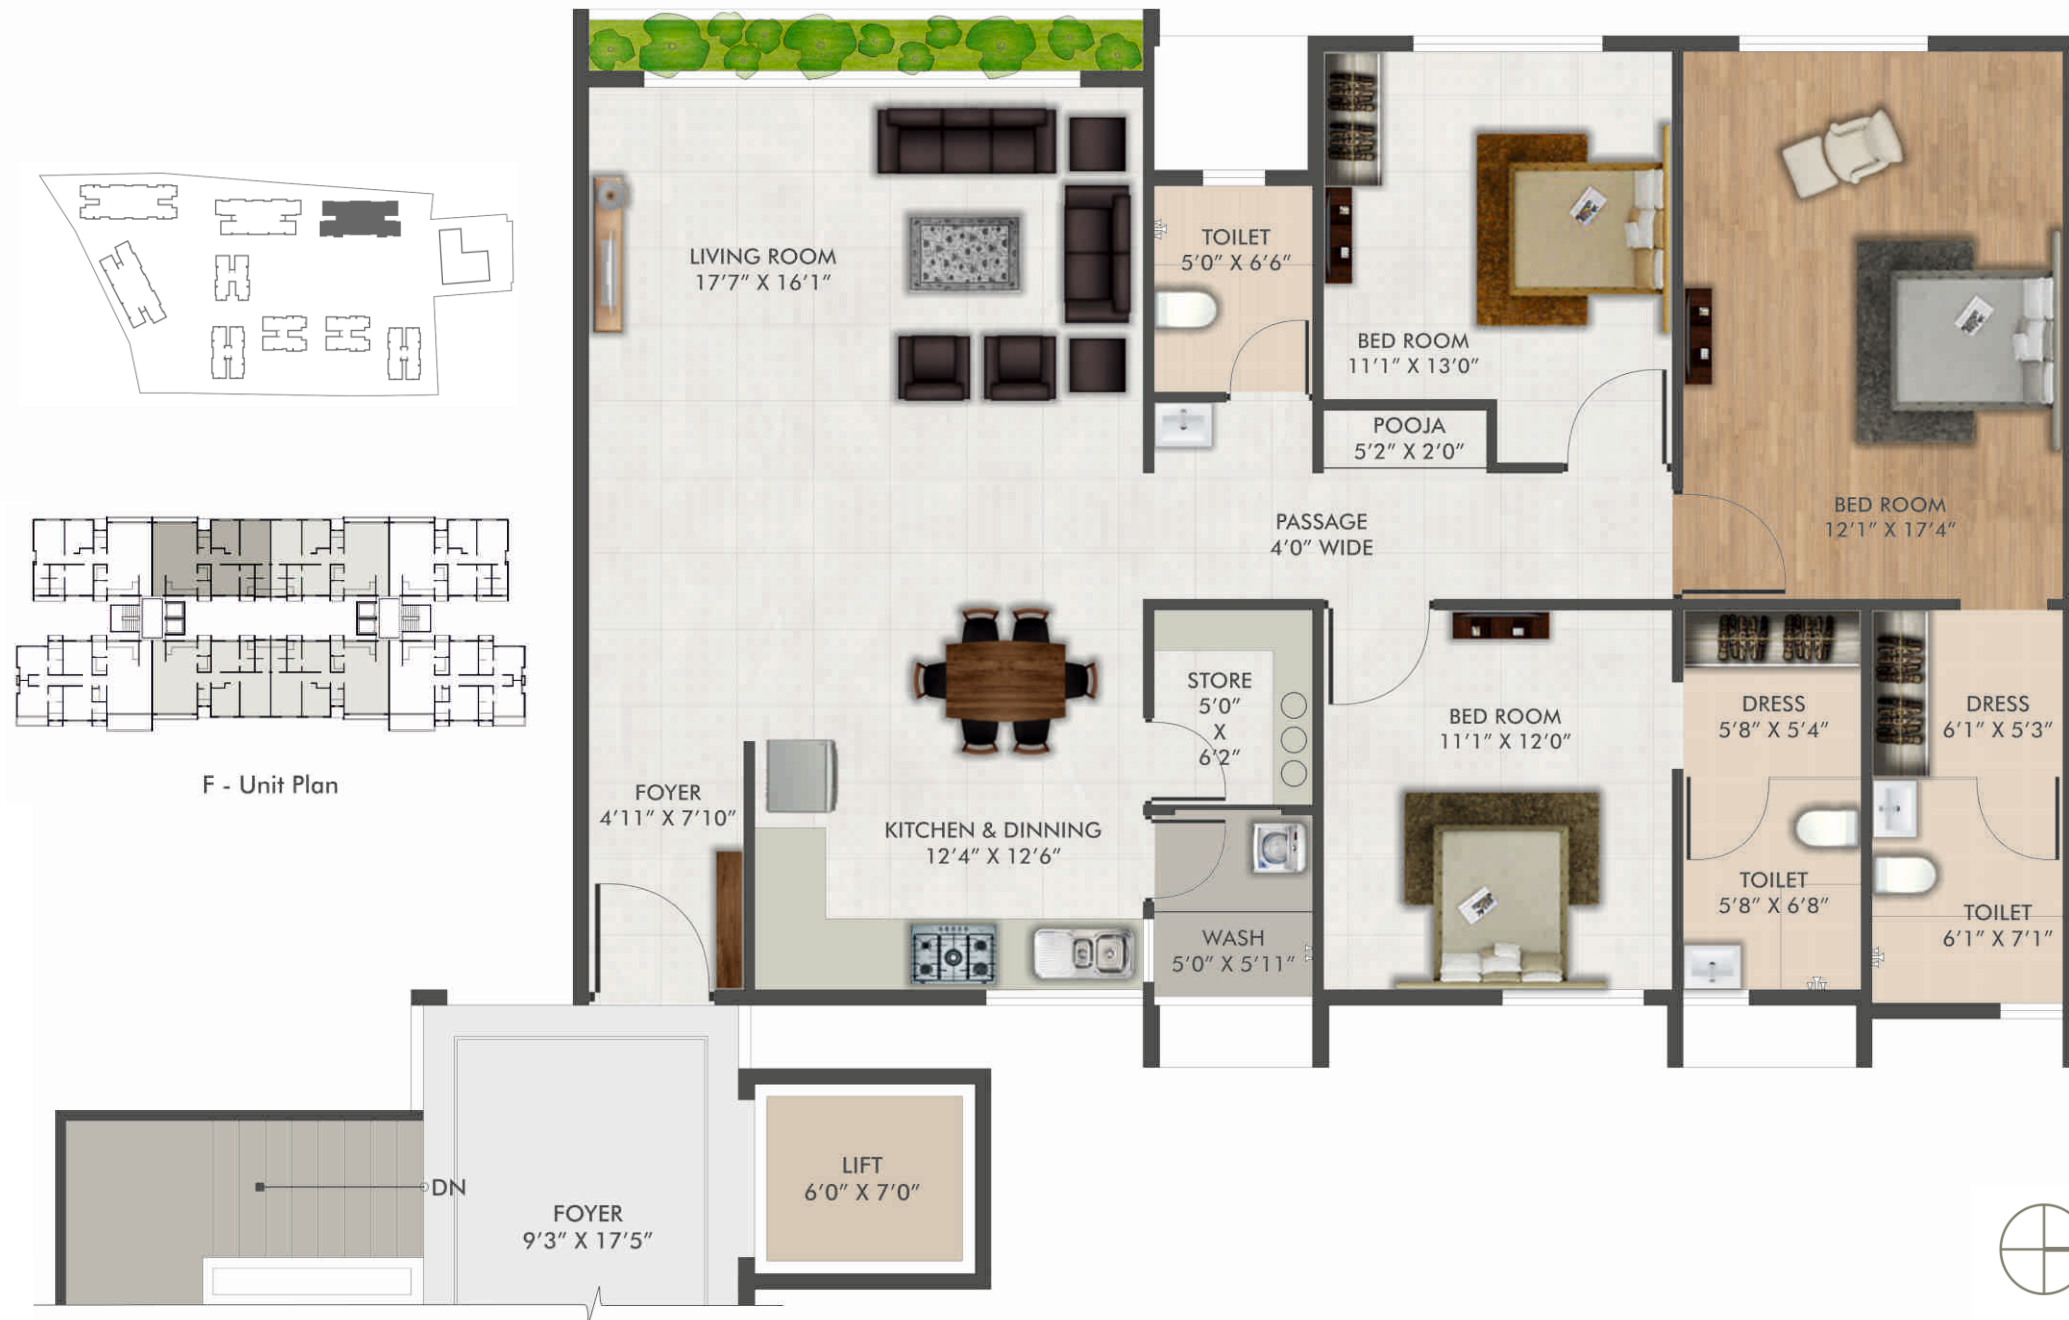 LIVING ROOM
17'7" X 16'1"
TOILET
5'0" X 6'6"
BED ROOM
11'1" X 13'0"
POOJA
5'2" X 2'0"
BED ROOM
12'1" X 17'4"
PASSAGE
4'0" WIDE
STORE
5'0"
X
6'2"
BED ROOM
11'1" X 12'0"
DRESS
5'8" X 5'4"
DRESS
6'1" X 5'3"
F - Unit Plan
FOYER
4'11" X 7'10"
KITCHEN & DINNING
12'4" X 12'6"
TOILET
5'8" X 6'8"
TOILET
6'1" X 7'1"
WASH
5'0" X 5'11"
LIFT
6'0" X 7'0"
DN
FOYER
9'3" X 17'5"